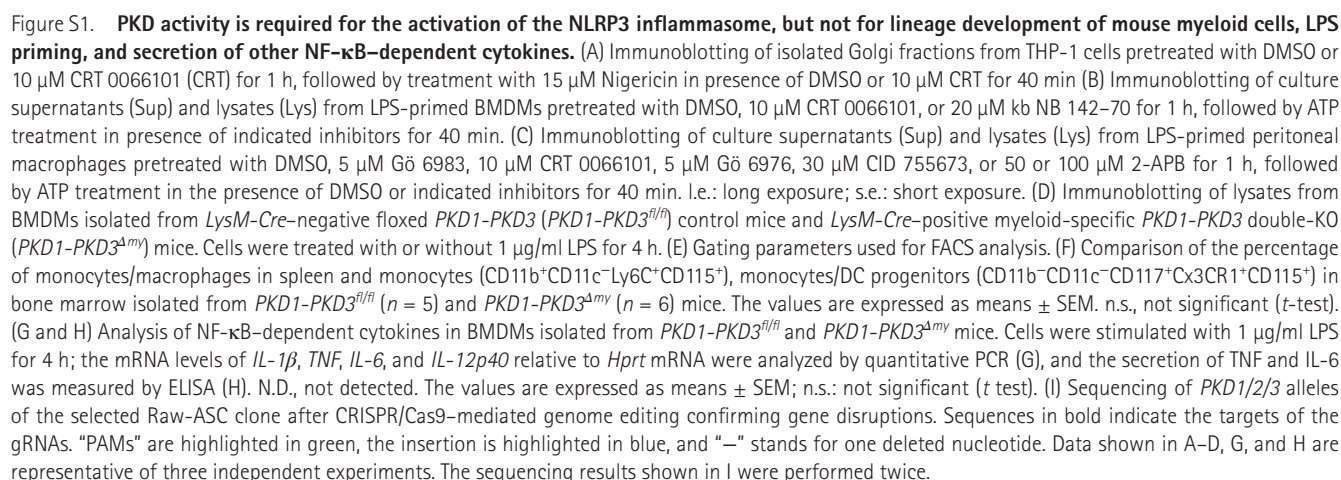 Figure S1. PKD activity is required for the activation of the NLRP3 inflammasome, but not for lineage development of mouse myeloid cells, LPS
priming, and secretion of other NF-κB–dependent cytokines. (A) Immunoblotting of isolated Golgi fractions from THP-1 cells pretreated with DMSO or
10 µM CRT 0066101 (CRT) for 1 h, followed by treatment with 15 µM Nigericin in presence of DMSO or 10 µM CRT for 40 min (B) Immunoblotting of culture
supernatants (Sup) and lysates (Lys) from LPS-primed BMDMs pretreated with DMSO, 10 µM CRT 0066101, or 20 µM kb NB 142–70 for 1 h, followed by ATP
treatment in presence of indicated inhibitors for 40 min. (C) Immunoblotting of culture supernatants (Sup) and lysates (Lys) from LPS-primed peritoneal
macrophages pretreated with DMSO, 5 µM Gö 6983, 10 µM CRT 0066101, 5 µM Gö 6976, 30 µM CID 755673, or 50 or 100 µM 2-APB for 1 h, followed
by ATP treatment in the presence of DMSO or indicated inhibitors for 40 min. l.e.: long exposure; s.e.: short exposure. (D) Immunoblotting of lysates from
BMDMs isolated from LysM-Cre–negative floxed PKD1-PKD3 (PKD1-PKD3^fl/fl) control mice and LysM-Cre–positive myeloid-specific PKD1-PKD3 double-KO
(PKD1-PKD3^Δmy) mice. Cells were treated with or without 1 µg/ml LPS for 4 h. (E) Gating parameters used for FACS analysis. (F) Comparison of the percentage
of monocytes/macrophages in spleen and monocytes (CD11b⁺CD11c⁻Ly6C⁺CD115⁺), monocytes/DC progenitors (CD11b⁻CD11c⁻CD117⁺Cx3CR1⁺CD115⁺) in
bone marrow isolated from PKD1-PKD3^fl/fl (n = 5) and PKD1-PKD3^Δmy (n = 6) mice. The values are expressed as means ± SEM. n.s., not significant (t-test).
(G and H) Analysis of NF-κB–dependent cytokines in BMDMs isolated from PKD1-PKD3^fl/fl and PKD1-PKD3^Δmy mice. Cells were stimulated with 1 µg/ml LPS
for 4 h; the mRNA levels of IL-1β, TNF, IL-6, and IL-12p40 relative to Hprt mRNA were analyzed by quantitative PCR (G), and the secretion of TNF and IL-6
was measured by ELISA (H). N.D., not detected. The values are expressed as means ± SEM; n.s.: not significant (t test). (I) Sequencing of PKD1/2/3 alleles
of the selected Raw-ASC clone after CRISPR/Cas9–mediated genome editing confirming gene disruptions. Sequences in bold indicate the targets of the
gRNAs. "PAMs" are highlighted in green, the insertion is highlighted in blue, and "—" stands for one deleted nucleotide. Data shown in A–D, G, and H are
representative of three independent experiments. The sequencing results shown in I were performed twice.